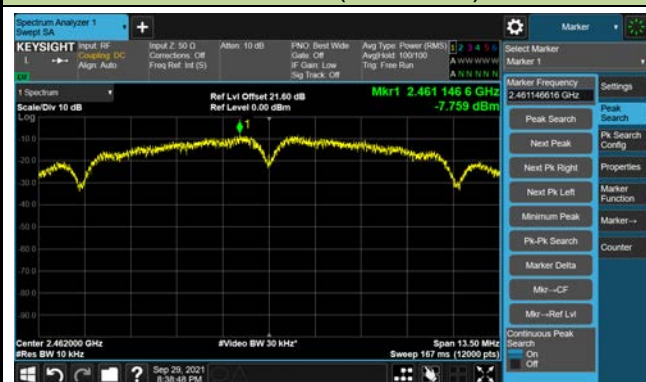 Spectrum Analyzer 1
Swept SA
+
Marker
KEYSIGHT
L
Input: RF
Coupling: DC
Align: Auto
Input Z: 50 Ω
Corrections: Off
Freq Ref: Int (S)
Atten: 10 dB
PNO: Best Wide
Gate: Off
IF Gain: Low
Sig Track: Off
Avg Type: Power (RMS)
Avg|Hold: 100/100
Trig: Free Run
1 2 3 4 5 6
A W W W W W
A N N N N N
Select Marker
Marker 1
1 Spectrum
Scale/Div 10 dB
Log
Ref Lvl Offset 21.60 dB
Ref Level 0.00 dBm
Mkr1 2.461 146 6 GHz
-7.759 dBm
1
-10.0
-20.0
-30.0
-40.0
-50.0
-60.0
-70.0
-80.0
-90.0
Center 2.462000 GHz
#Res BW 10 kHz
#Video BW 30 kHz*
Span 13.50 MHz
Sweep 167 ms (12000 pts)
Marker Frequency
2.461146616 GHz
Peak Search
Next Peak
Next Pk Right
Next Pk Left
Minimum Peak
Pk-Pk Search
Marker Delta
Mkr→CF
Mkr→Ref Lvl
Continuous Peak
Search
On
Off
Settings
Peak
Search
Pk Search
Config
Properties
Marker
Function
Marker→
Counter
?
Sep 29, 2021
8:38:48 PM